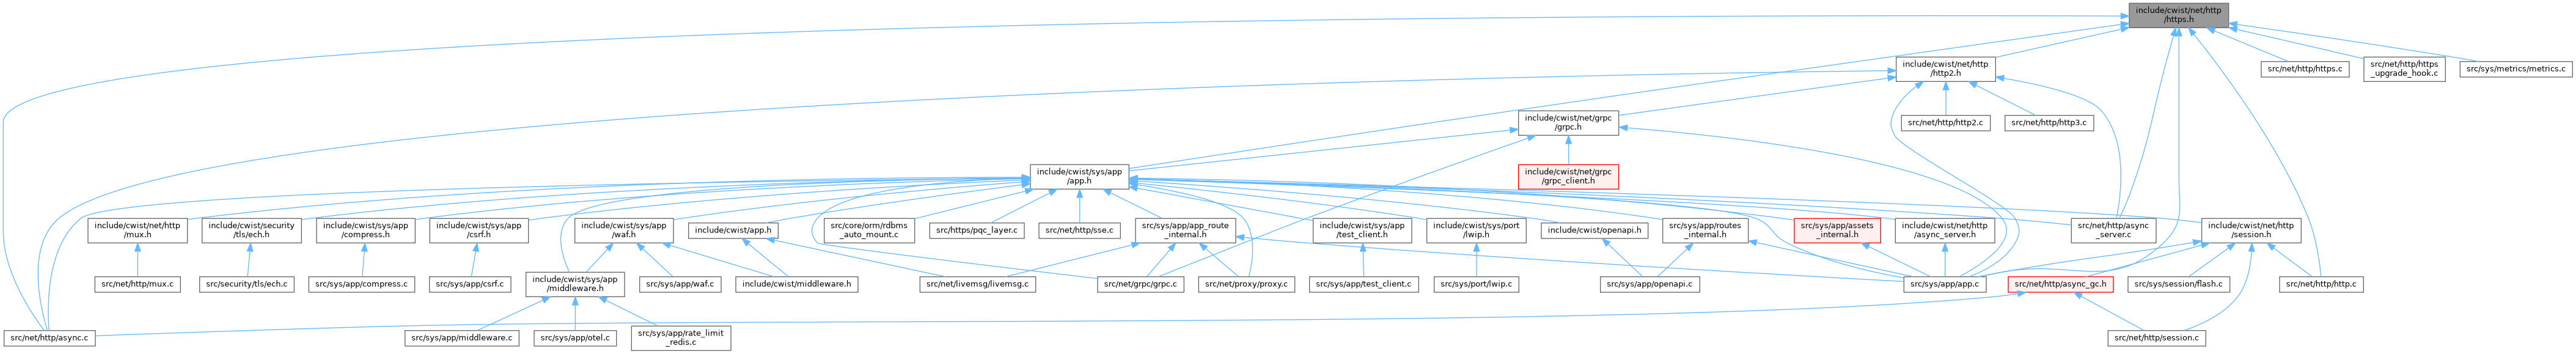 include/cwist/net/http
/https.h
include/cwist/net/http
/http2.h
src/net/http/https.c
src/net/http/https
_upgrade_hook.c
src/sys/metrics/metrics.c
include/cwist/net/grpc
/grpc.h
src/net/http/http2.c
src/net/http/http3.c
include/cwist/sys/app
/app.h
include/cwist/net/grpc
/grpc_client.h
include/cwist/net/http
/mux.h
include/cwist/security
/tls/ech.h
include/cwist/sys/app
/compress.h
include/cwist/sys/app
/csrf.h
include/cwist/sys/app
/waf.h
include/cwist/app.h
src/core/orm/rdbms
_auto_mount.c
src/https/pqc_layer.c
src/net/http/sse.c
src/sys/app/app_route
_internal.h
include/cwist/sys/app
/test_client.h
include/cwist/sys/port
/lwip.h
include/cwist/openapi.h
src/sys/app/routes
_internal.h
src/sys/app/assets
_internal.h
include/cwist/net/http
/async_server.h
src/net/http/async
_server.c
include/cwist/net/http
/session.h
src/net/http/mux.c
src/security/tls/ech.c
src/sys/app/compress.c
src/sys/app/csrf.c
include/cwist/sys/app
/middleware.h
src/sys/app/waf.c
include/cwist/middleware.h
src/net/livemsg/livemsg.c
src/net/grpc/grpc.c
src/net/proxy/proxy.c
src/sys/app/test_client.c
src/sys/port/lwip.c
src/sys/app/openapi.c
src/sys/app/app.c
src/net/http/async_gc.h
src/sys/session/flash.c
src/net/http/http.c
src/net/http/async.c
src/sys/app/middleware.c
src/sys/app/otel.c
src/sys/app/rate_limit
_redis.c
src/net/http/session.c